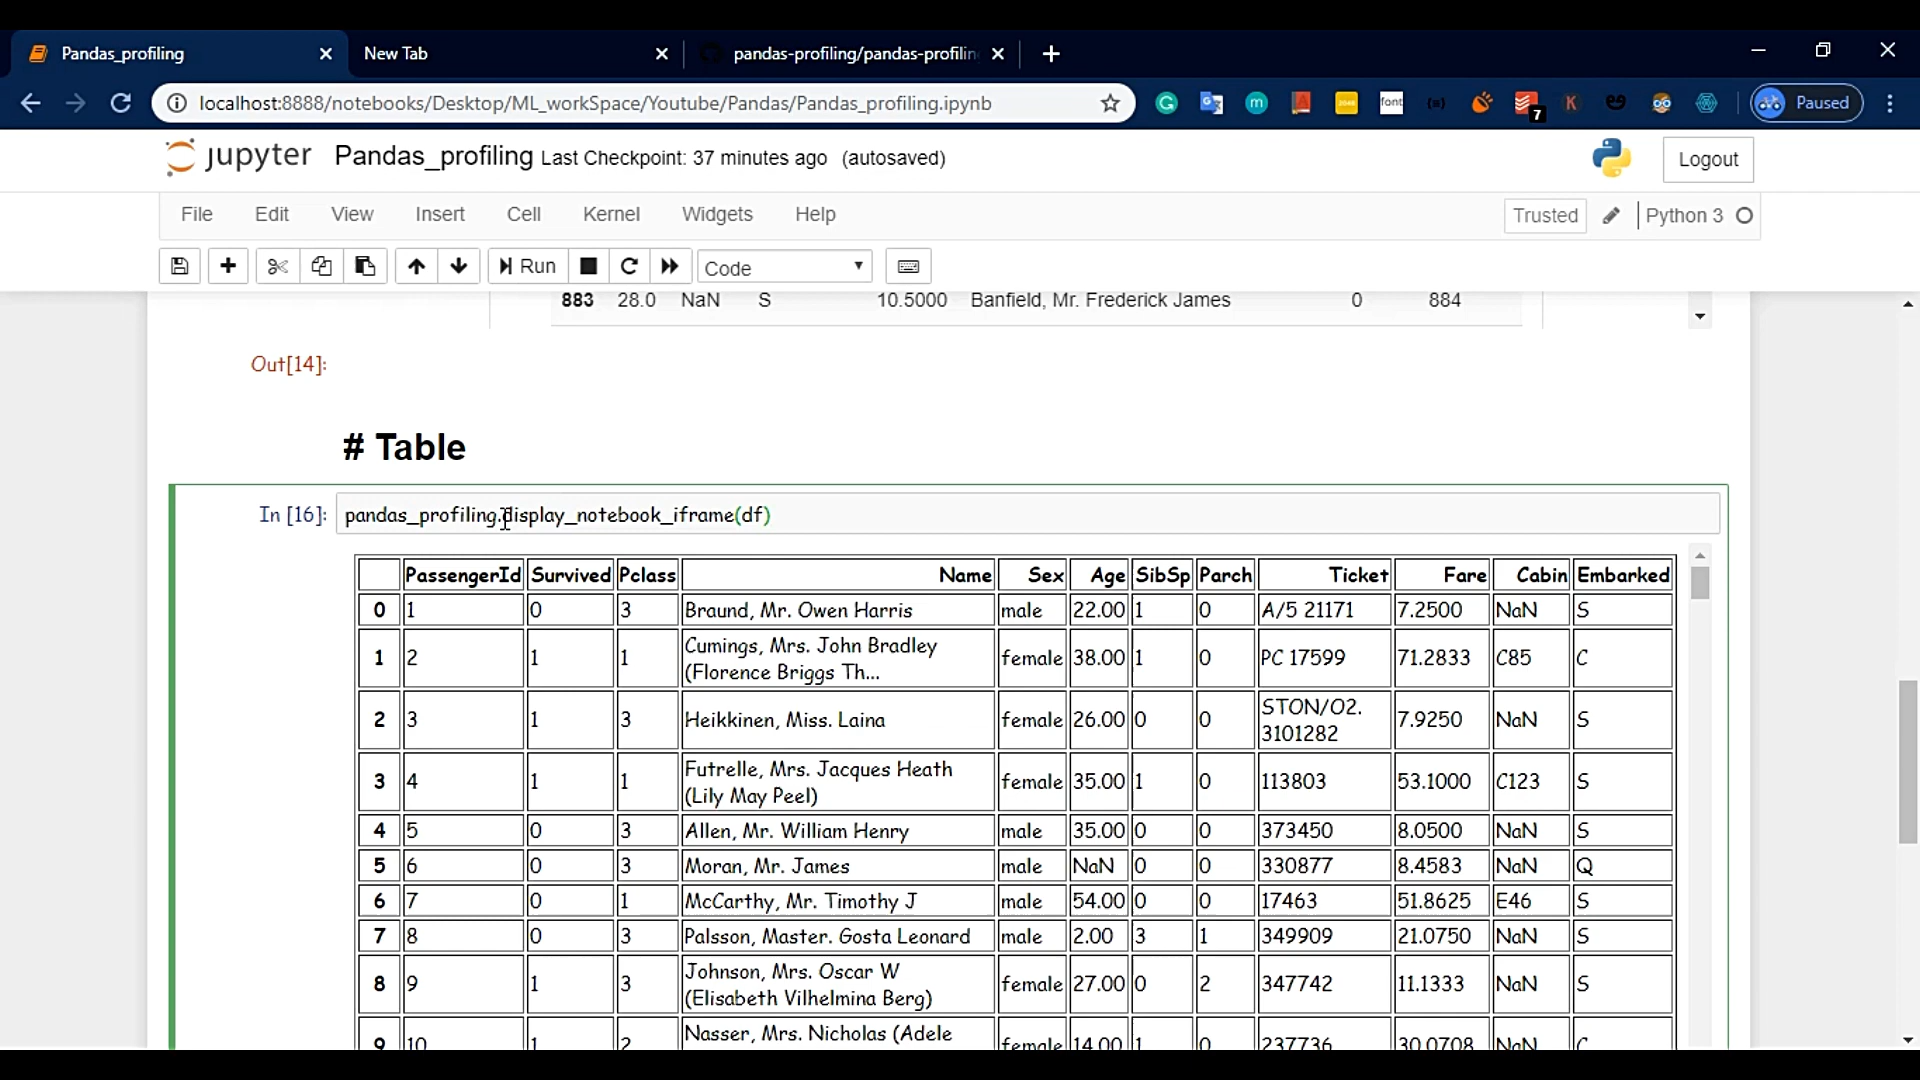 Pandas_profiling
New Tab
pandas-profiling/pandas-profilin
localhost:8888/notebooks/Desktop/ML_workSpace/Youtube/Pandas/Pandas_profiling.ipynb
font
7
K
Paused
jupyter Pandas_profiling Last Checkpoint: 37 minutes ago (autosaved)
Logout
File Edit View Insert Cell Kernel Widgets Help
Trusted
Python 3
Run
Code
883 28.0 NaN S 10.5000 Banfield, Mr. Frederick James 0 884
Out[14]:
# Table
In [16]: pandas_profiling.display_notebook_iframe(df)
PassengerId Survived Pclass Name Sex Age SibSp Parch Ticket Fare Cabin Embarked
0 1 0 3 Braund, Mr. Owen Harris male 22.00 1 0 A/5 21171 7.2500 NaN S
1 2 1 1 Cumings, Mrs. John Bradley (Florence Briggs Th... female 38.00 1 0 PC 17599 71.2833 C85 C
2 3 1 3 Heikkinen, Miss. Laina female 26.00 0 0 STON/O2. 3101282 7.9250 NaN S
3 4 1 1 Futrelle, Mrs. Jacques Heath (Lily May Peel) female 35.00 1 0 113803 53.1000 C123 S
4 5 0 3 Allen, Mr. William Henry male 35.00 0 0 373450 8.0500 NaN S
5 6 0 3 Moran, Mr. James male NaN 0 0 330877 8.4583 NaN Q
6 7 0 1 McCarthy, Mr. Timothy J male 54.00 0 0 17463 51.8625 E46 S
7 8 0 3 Palsson, Master. Gosta Leonard male 2.00 3 1 349909 21.0750 NaN S
8 9 1 3 Johnson, Mrs. Oscar W (Elisabeth Vilhelmina Berg) female 27.00 0 2 347742 11.1333 NaN S
9 10 1 2 Nasser, Mrs. Nicholas (Adele female 14.00 1 0 237736 30.0708 NaN C